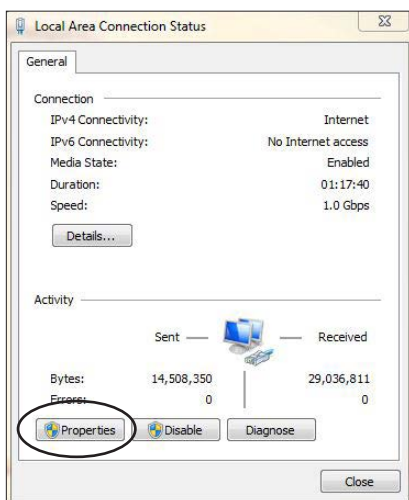 Local Area Connection Status
General
Connection
IPv4 Connectivity: Internet
IPv6 Connectivity: No Internet access
Media State: Enabled
Duration: 01:17:40
Speed: 1.0 Gbps
Details...
Activity
Sent Received
Bytes: 14,508,350 29,036,811
Errors: 0 0
Properties Disable Diagnose
Close